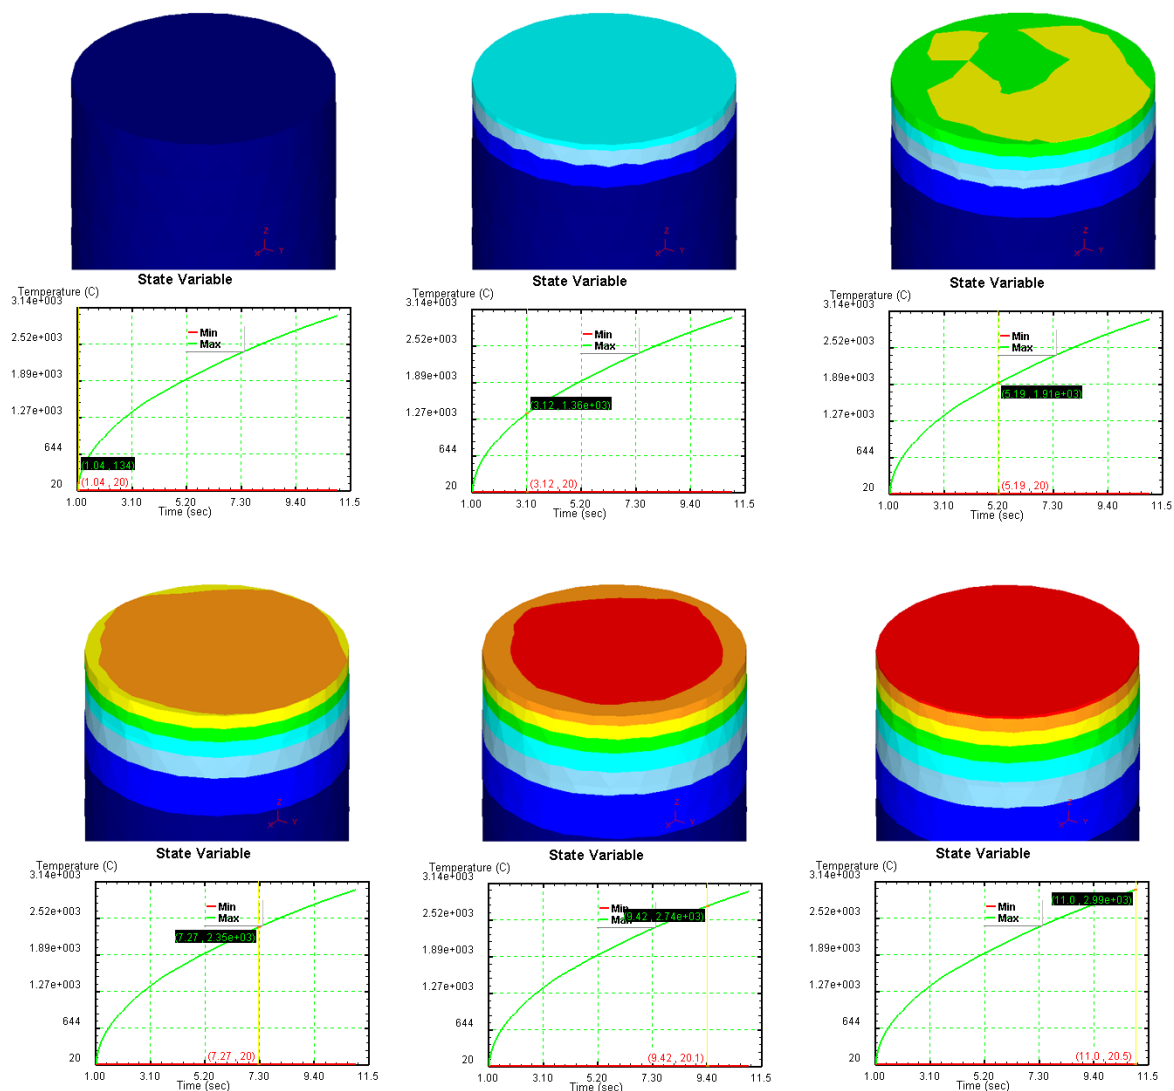 Z
X Y
State Variable
Temperature (C)
3.14e+003
2.52e+003
1.89e+003
1.27e+003
644
20
Min
Max
(1.04 , 134)
(1.04 , 20)
1.00 3.10 5.20 7.30 9.40 11.5
Time (sec)
Z
X Y
State Variable
Temperature (C)
3.14e+003
2.52e+003
1.89e+003
1.27e+003
644
20
Min
Max
(3.12 , 1.36e+03)
(3.12 , 20)
1.00 3.10 5.20 7.30 9.40 11.5
Time (sec)
Z
X Y
State Variable
Temperature (C)
3.14e+003
2.52e+003
1.89e+003
1.27e+003
644
20
Min
Max
(5.19 , 1.91e+03)
(5.19 , 20)
1.00 3.10 5.20 7.30 9.40 11.5
Time (sec)
Z
X Y
State Variable
Temperature (C)
3.14e+003
2.52e+003
1.89e+003
1.27e+003
644
20
Min
Max
(7.27 , 2.35e+03)
(7.27 , 20)
1.00 3.10 5.20 7.30 9.40 11.5
Time (sec)
Z
X Y
State Variable
Temperature (C)
3.14e+003
2.52e+003
1.89e+003
1.27e+003
644
20
Min
Max
(9.42 , 2.74e+03)
(9.42 , 20.1)
1.00 3.10 5.20 7.30 9.40 11.5
Time (sec)
Z
X Y
State Variable
Temperature (C)
3.14e+003
2.52e+003
1.89e+003
1.27e+003
644
20
Min
Max
(11.0 , 2.99e+03)
(11.0 , 20.5)
1.00 3.10 5.20 7.30 9.40 11.5
Time (sec)